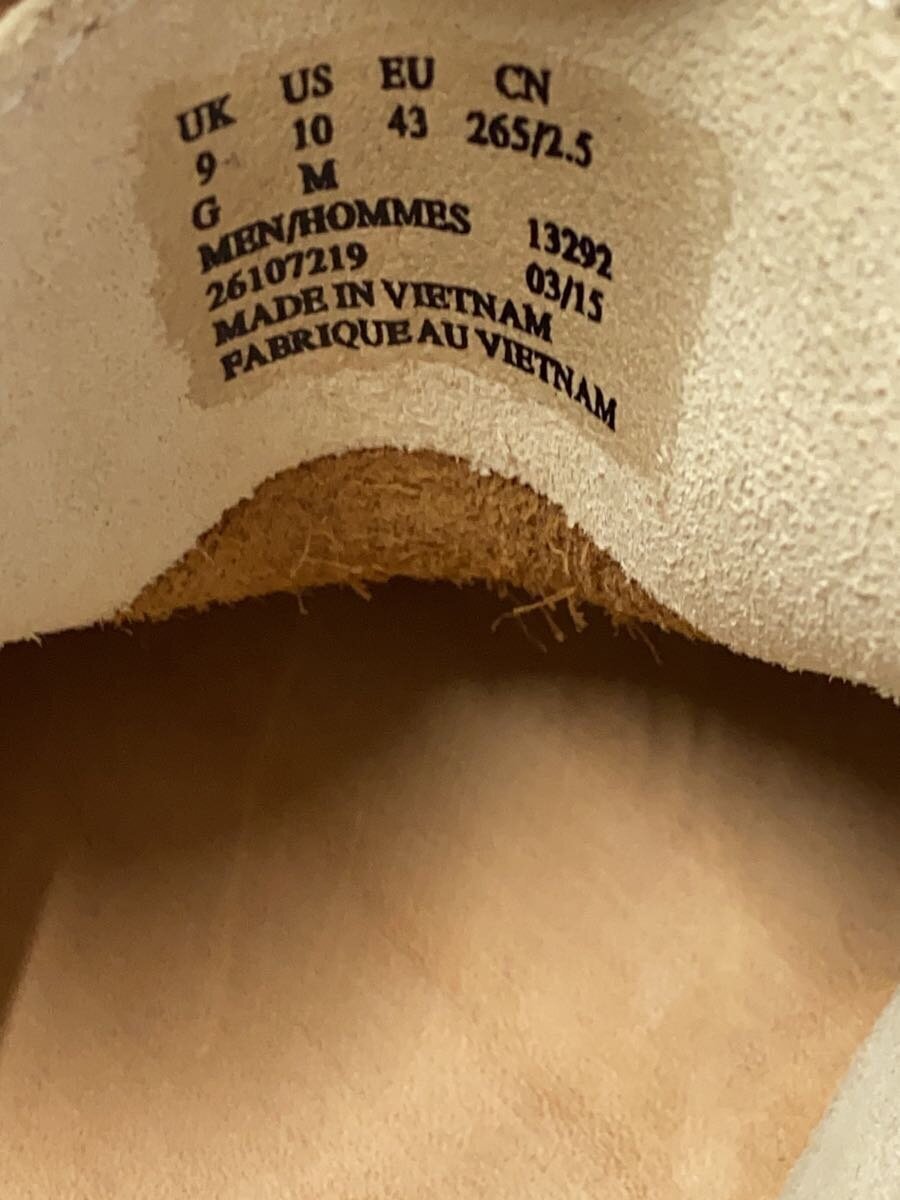 UK US EU CN
9 10 43 265/2.5
G M
MEN/HOMMES 13292
26107219 03/15
MADE IN VIETNAM
FABRIQUE AU VIETNAM